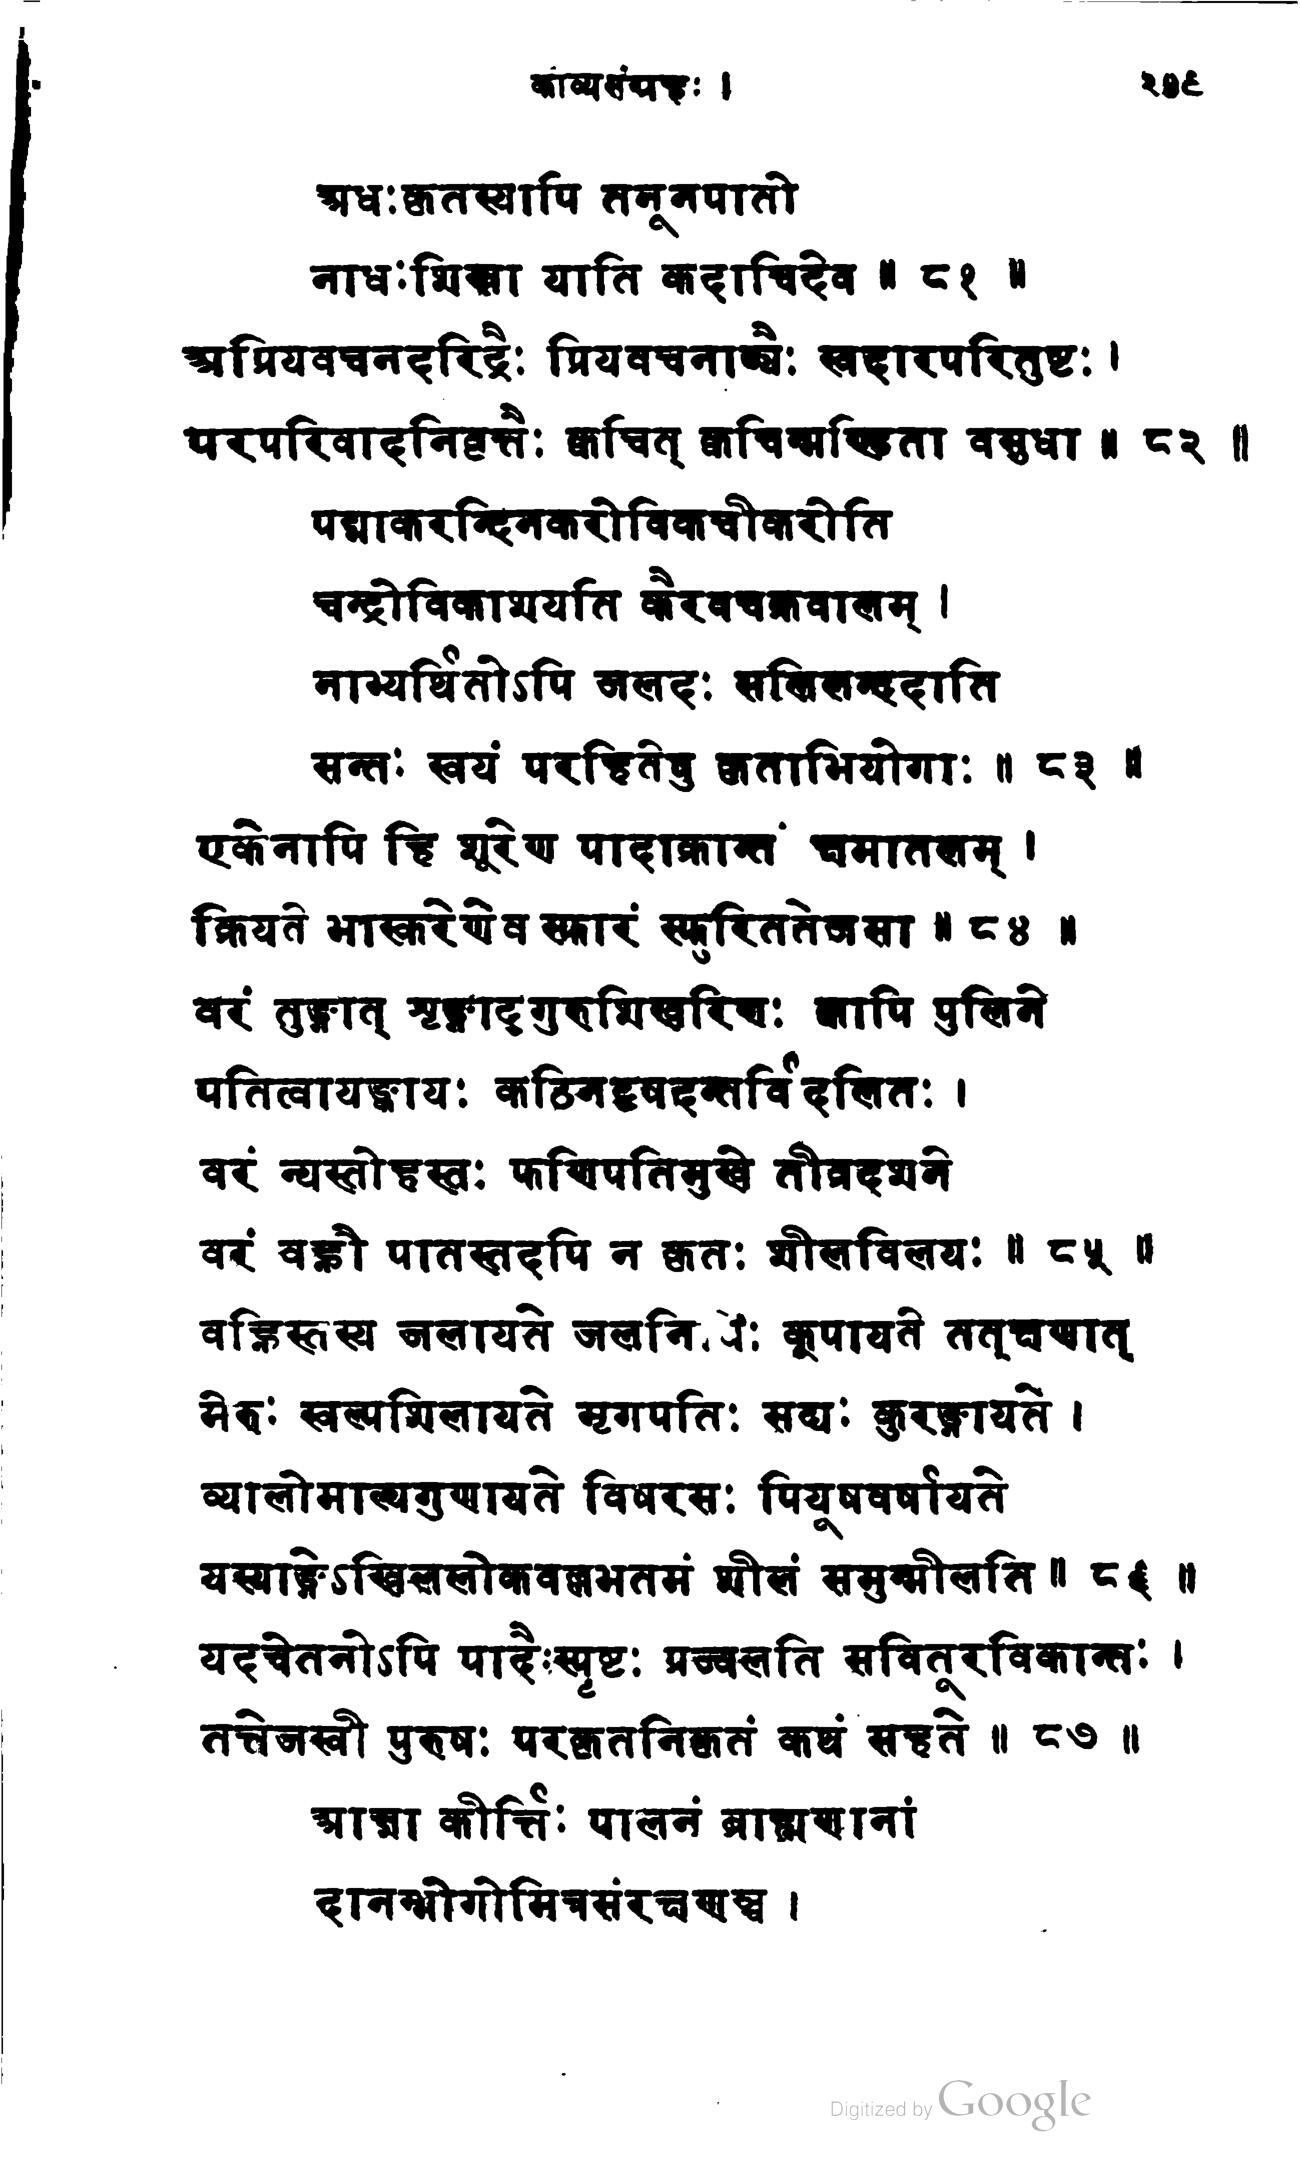 काव्यसंग्रहः । २७९
अधःकृतस्यापि तनूनपातो
नाधःशिखा याति कदाचिदेव ॥ ८१ ॥
अप्रियवचनदरिद्रैः प्रियवचनाढ्यैः स्वदारपरितुष्टः ।
परपरिवादनिवृत्तैः क्वचित् क्वचिन्मण्डिता वसुधा ॥ ८२ ॥
पद्माकरन्दिनकरोविकचीकरोति
चन्द्रोविकाशयति कैरवचक्रवालम् ।
नाभ्यर्थितोऽपि जलदः सलिलन्ददाति
सन्तः स्वयं परहितेषु कृताभियोगाः ॥ ८३ ॥
एकेनापि हि शूरेण पादाक्रान्तं क्ष्मातलम् ।
क्रियते भास्करेणेव स्फारं स्फुरिततेजसा ॥ ८४ ॥
वरं तुङ्गात् शृङ्गाद्गुरुशिखरिणः क्वापि पुलिने
पतित्वायङ्कायः कठिनदृषदन्तर्विदलितः ।
वरं न्यस्तोहस्तः फणिपतिमुखे तीव्रदशने
वरं वह्नौ पातस्तदपि न कृतः शीलविलयः ॥ ८५ ॥
वह्निस्तस्य जलायते जलनिधिः कूपायते तत्क्षणात्
मेरुः स्वल्पशिलायते मृगपतिः सद्यः कुरङ्गायते ।
व्यालोमाल्यगुणायते विषरसः पियूषवर्षायते
यस्याङ्गेऽखिललोकवल्लभतमं शीलं समुन्मीलति ॥ ८६ ॥
यदचेतनोऽपि पादैःस्पृष्टः प्रज्वलति सवितूरविकान्तः ।
तत्तेजस्वी पुरुषः परकृतनिकृतं कथं सहते ॥ ८७ ॥
आज्ञा कीर्त्तिः पालनं ब्राह्मणानां
दानम्भोगोमित्रसंरक्षणञ्च ।
Digitized by Google